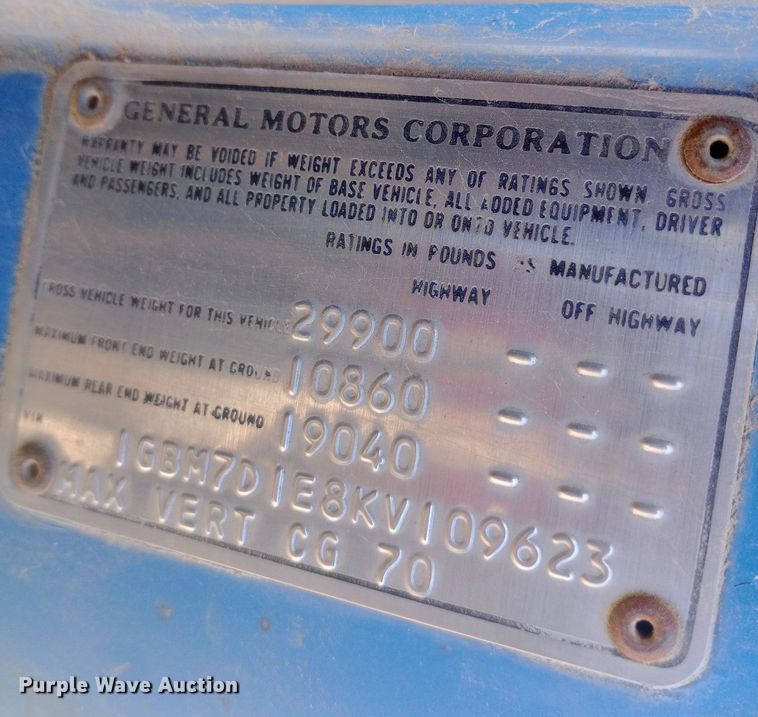 GENERAL MOTORS CORPORATION
WARRANTY MAY BE VOIDED IF WEIGHT EXCEEDS ANY OF RATINGS SHOWN. GROSS
VEHICLE WEIGHT INCLUDES WEIGHT OF BASE VEHICLE, ALL ADDED EQUIPMENT, DRIVER
AND PASSENGERS, AND ALL PROPERTY LOADED INTO OR ONTO VEHICLE.
RATINGS IN POUNDS AS MANUFACTURED
HIGHWAY OFF HIGHWAY
GROSS VEHICLE WEIGHT FOR THIS VEHICLE 29900 - - -
MAXIMUM FRONT END WEIGHT AT GROUND 10860 - - -
MAXIMUM REAR END WEIGHT AT GROUND 19040 - - -
VIN 1GBM7D1E8KV109623
MAX VERT CG 70
Purple Wave Auction